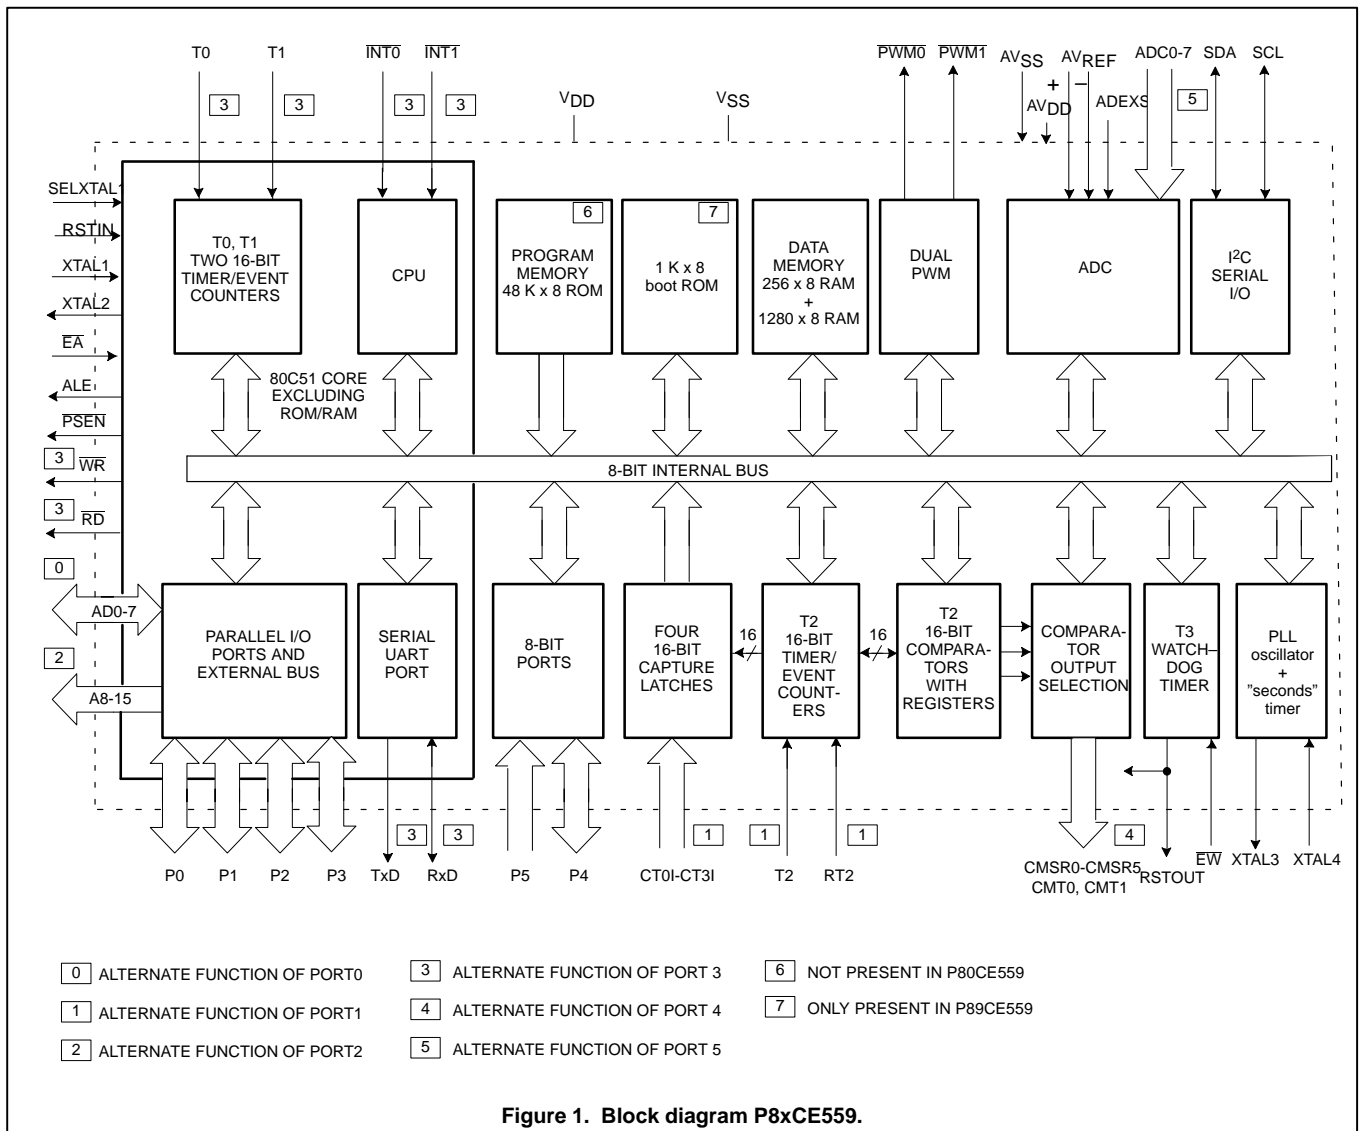 T0 T1 INT0 INT1 PWM0 PWM1 AVSS AVREF ADC0-7 SDA SCL
3 3 3 3 VDD VSS + − AVDD ADEXS 5
SELXTAL1
RSTIN
XTAL1
XTAL2
EA
ALE
PSEN
3 WR
3 RD
0
AD0-7
2
A8-15
T0, T1
TWO 16-BIT
TIMER/EVENT
COUNTERS
CPU
80C51 CORE
EXCLUDING
ROM/RAM
6
PROGRAM
MEMORY
48 K x 8 ROM
7
1 K x 8
boot ROM
DATA
MEMORY
256 x 8 RAM
+
1280 x 8 RAM
DUAL
PWM
ADC
I2C
SERIAL
I/O
8-BIT INTERNAL BUS
PARALLEL I/O
PORTS AND
EXTERNAL BUS
SERIAL
UART
PORT
8-BIT
PORTS
FOUR
16-BIT
CAPTURE
LATCHES
16
T2
16-BIT
TIMER/
EVENT
COUNT-
ERS
16
T2
16-BIT
COMPARA-
TORS
WITH
REGISTERS
COMPARA-
TOR
OUTPUT
SELECTION
T3
WATCH–
DOG
TIMER
PLL
oscillator
+
”seconds”
timer
3 3 1 1 1 4
P0 P1 P2 P3 TxD RxD P5 P4 CT0I-CT3I T2 RT2
CMSR0-CMSR5
CMT0, CMT1
RSTOUT
EW
XTAL3
XTAL4
0 ALTERNATE FUNCTION OF PORT0
1 ALTERNATE FUNCTION OF PORT1
2 ALTERNATE FUNCTION OF PORT2
3 ALTERNATE FUNCTION OF PORT 3
4 ALTERNATE FUNCTION OF PORT 4
5 ALTERNATE FUNCTION OF PORT 5
6 NOT PRESENT IN P80CE559
7 ONLY PRESENT IN P89CE559
Figure 1. Block diagram P8xCE559.